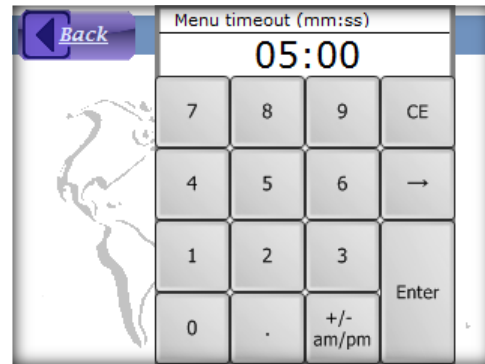 Back
Menu timeout (mm:ss)
05:00
7 8 9 CE
4 5 6 →
1 2 3
Enter
0 . +/-
am/pm